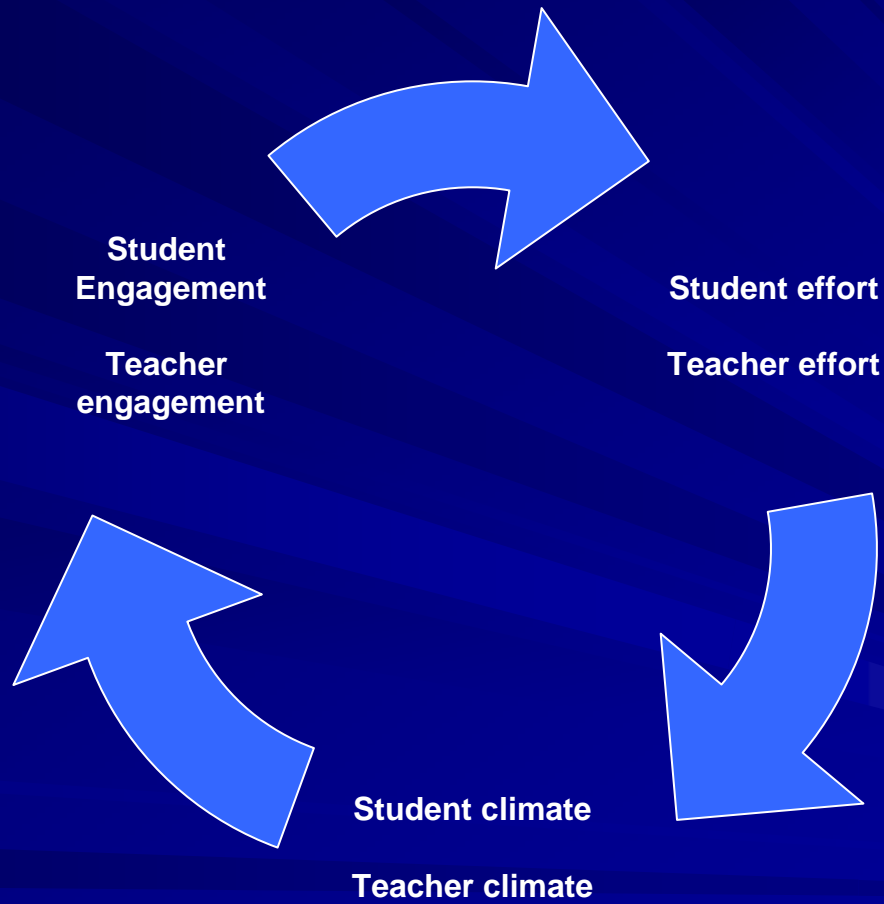 Student
Engagement
Teacher
engagement
Student effort
Teacher effort
Student climate
Teacher climate